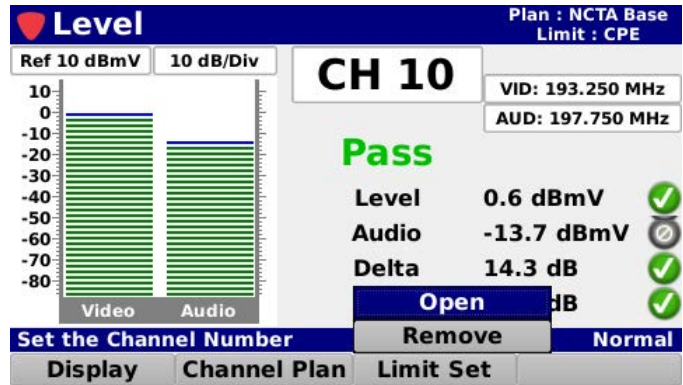 Level
Plan : NCTA Base
Limit : CPE
Ref 10 dBmV
10 dB/Div
CH 10
VID: 193.250 MHz
AUD: 197.750 MHz
10
0
-10
-20
-30
-40
-50
-60
-70
-80
Video
Audio
Pass
Level 0.6 dBmV
Audio -13.7 dBmV
Delta 14.3 dB
dB
Open
Remove
Set the Channel Number
Normal
Display
Channel Plan
Limit Set